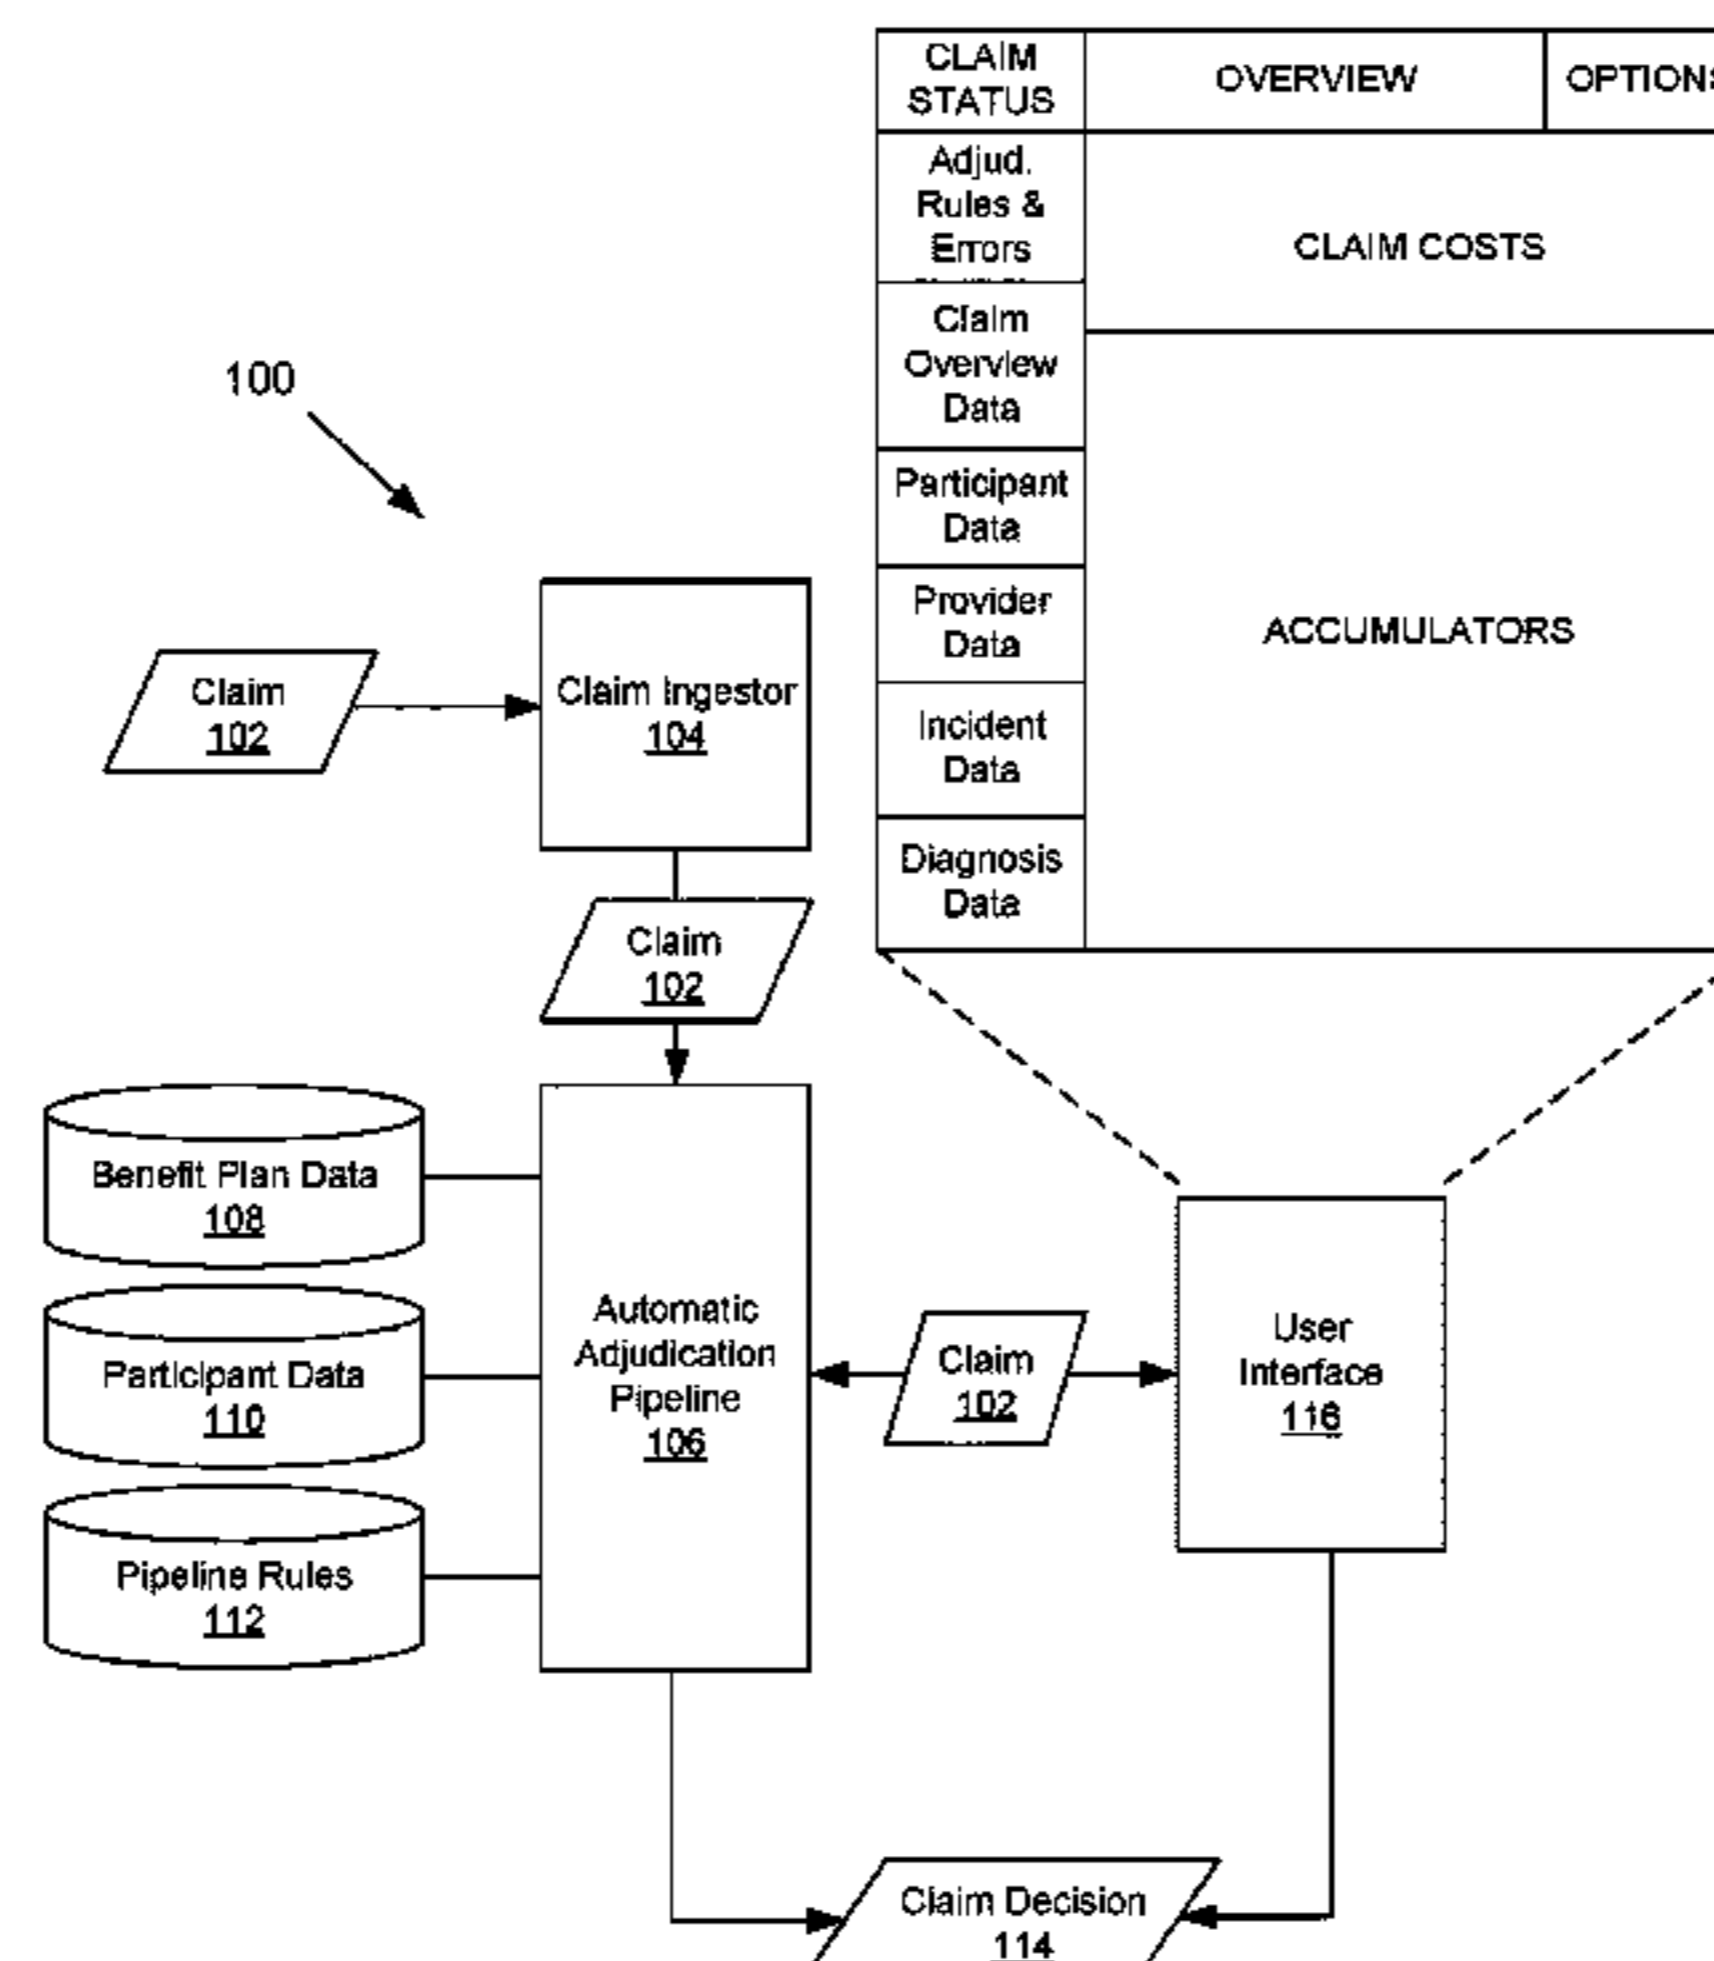 CLAIM
STATUS
OVERVIEW
OPTIONS
Adjud.
Rules &
Errors
CLAIM COSTS
Claim
Overview
Data
Participant
Data
Provider
Data
ACCUMULATORS
Incident
Data
Diagnosis
Data
100
Claim
102
Claim Ingestor
104
Claim
102
Benefit Plan Data
108
Participant Data
110
Pipeline Rules
112
Automatic
Adjudication
Pipeline
106
Claim
102
User
Interface
116
Claim Decision
114